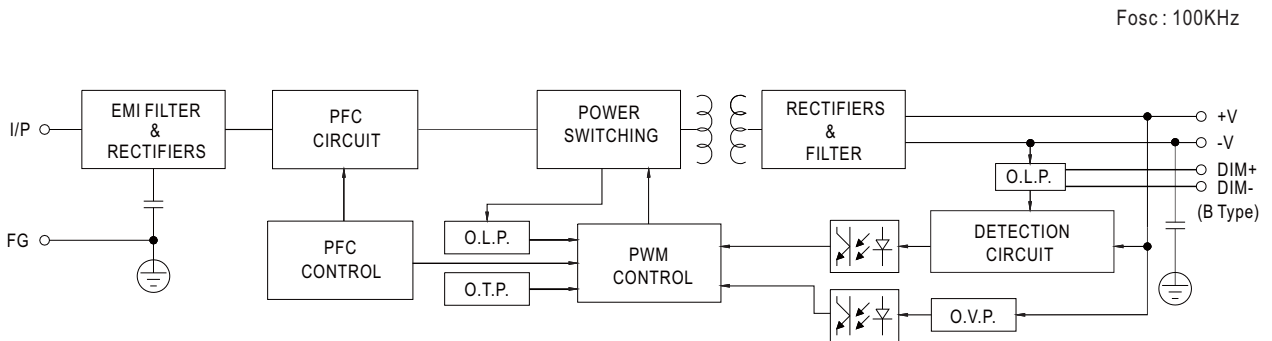 Fosc : 100KHz
I/P
EMI FILTER
&
RECTIFIERS
PFC
CIRCUIT
POWER
SWITCHING
RECTIFIERS
&
FILTER
+V
-V
O.L.P.
DIM+
DIM-
(B Type)
FG
PFC
CONTROL
O.L.P.
O.T.P.
PWM
CONTROL
DETECTION
CIRCUIT
O.V.P.